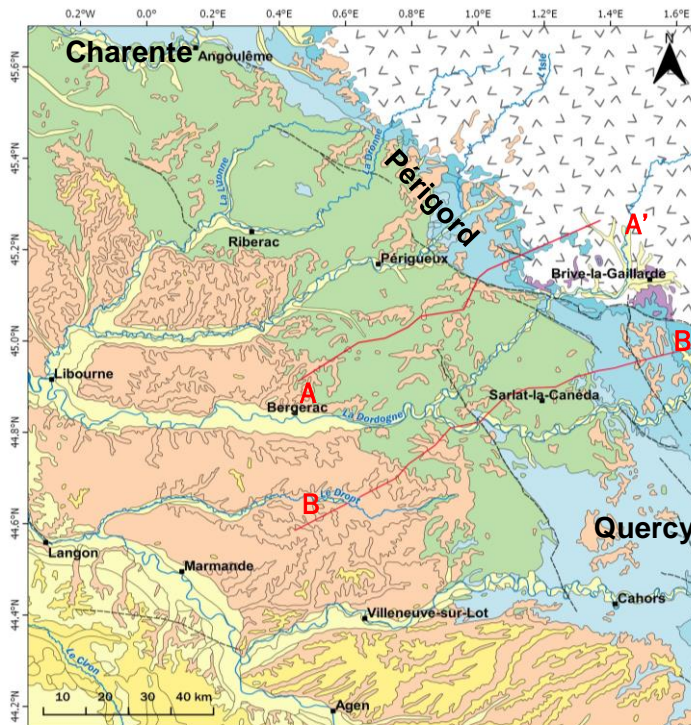 0.2°W 0.0° 0.2°E 0.4°E 0.6°E 0.8°E 1.0°E 1.2°E 1.4°E 1.6°E
Charente
Angoulême
N
45,6°N
L'Isle
45.4°N
La Lizonne
La Dronne
Périgord
45.2°N
Riberac
Périgueux
A'
Brive-la-Gaillarde
45.0°N
B
Libourne
A
Bergerac
La Dordogne
Sarlat-la-Canéda
44.8°N
B
Le Dropt
44.6°N
Langon
Quercy
Marmande
Cahors
44.4°N
Villeneuve-sur-Lot
Le Ciron
Agen
44.2°N
10 20 30 40 km